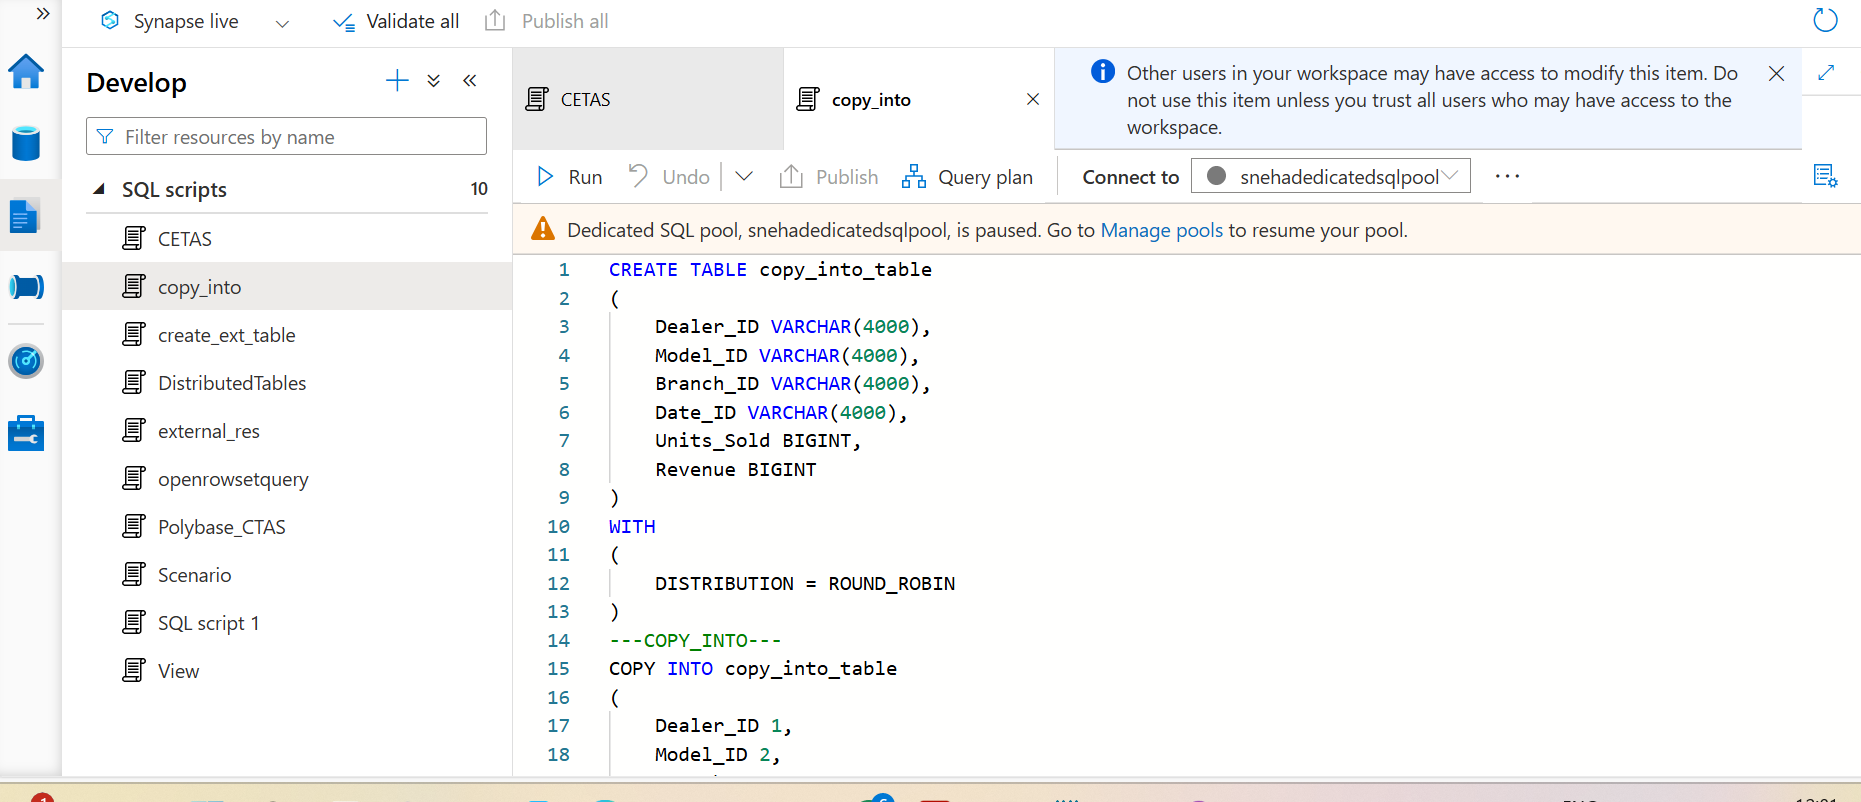 Synapse live
Validate all
Publish all
Develop
Filter resources by name
SQL scripts 10
CETAS
copy_into
create_ext_table
DistributedTables
external_res
openrowsetquery
Polybase_CTAS
Scenario
SQL script 1
View
CETAS
copy_into
Other users in your workspace may have access to modify this item. Do
not use this item unless you trust all users who may have access to the
workspace.
Run Undo Publish Query plan Connect to snehadedicatedsqlpool
Dedicated SQL pool, snehadedicatedsqlpool, is paused. Go to Manage pools to resume your pool.
1 CREATE TABLE copy_into_table
2 (
3 Dealer_ID VARCHAR(4000),
4 Model_ID VARCHAR(4000),
5 Branch_ID VARCHAR(4000),
6 Date_ID VARCHAR(4000),
7 Units_Sold BIGINT,
8 Revenue BIGINT
9 )
10 WITH
11 (
12 DISTRIBUTION = ROUND_ROBIN
13 )
14 ---COPY_INTO---
15 COPY INTO copy_into_table
16 (
17 Dealer_ID 1,
18 Model_ID 2,